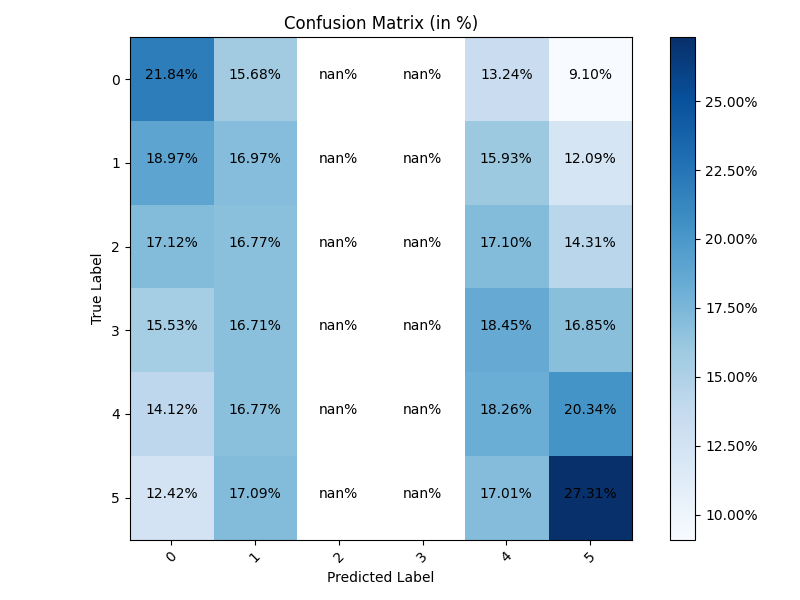 Confusion Matrix (in %)
0 21.84% 15.68% nan% nan% 13.24% 9.10%
1 18.97% 16.97% nan% nan% 15.93% 12.09%
2 17.12% 16.77% nan% nan% 17.10% 14.31%
3 15.53% 16.71% nan% nan% 18.45% 16.85%
4 14.12% 16.77% nan% nan% 18.26% 20.34%
5 12.42% 17.09% nan% nan% 17.01% 27.31%
0 1 2 3 4 5
True Label
Predicted Label
25.00%
22.50%
20.00%
17.50%
15.00%
12.50%
10.00%